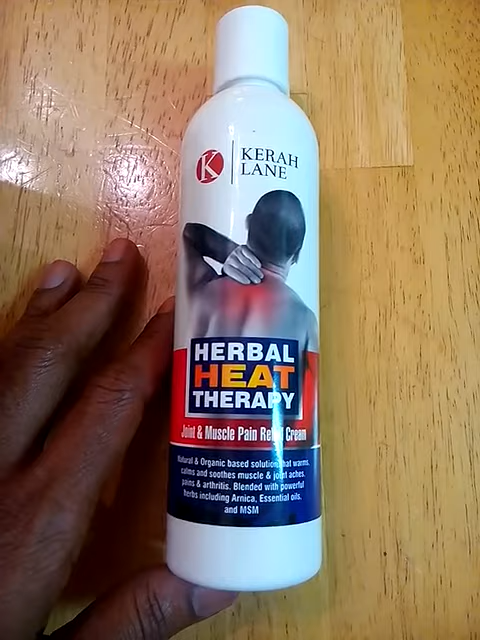 K
KERAH
LANE
HERBAL
HEAT
THERAPY
Joint & Muscle Pain Relief Cream
Natural & Organic based solution that warms,
calms and soothes muscle & joint aches,
pains & arthritis. Blended with powerful
herbs including Arnica, Essential oils,
and MSM